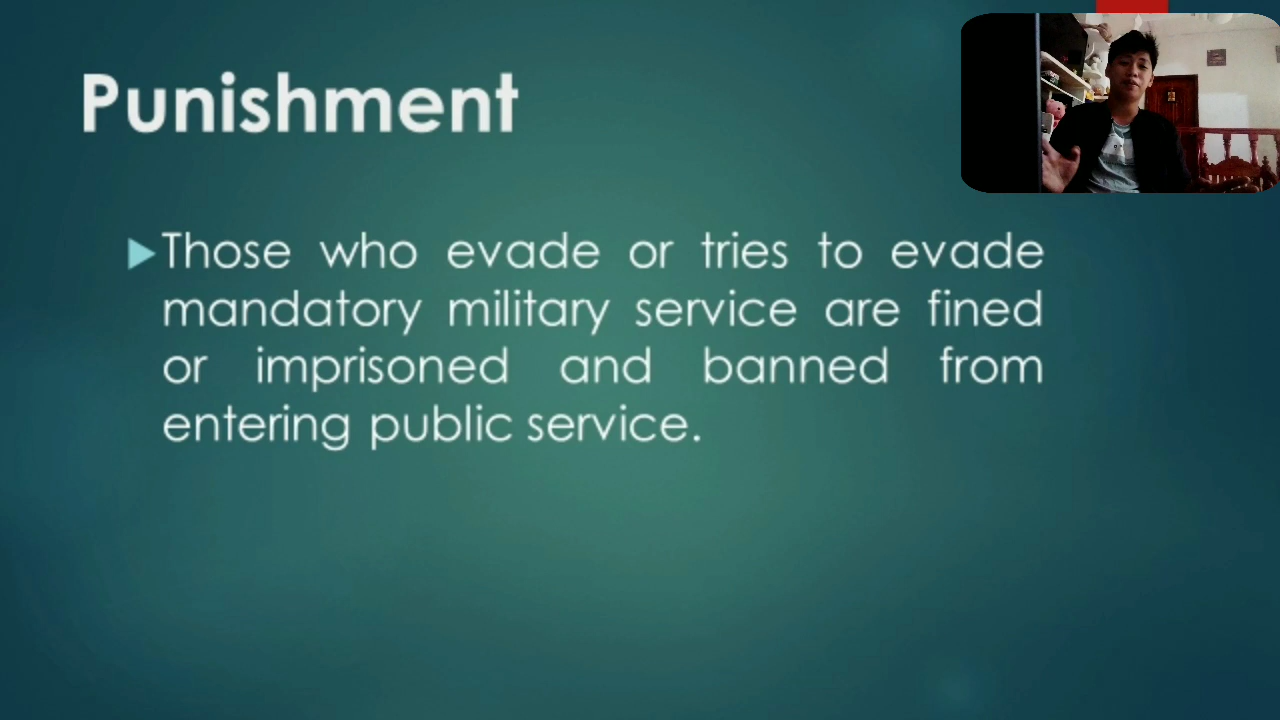 Punishment
Those who evade or tries to evade
mandatory military service are fined
or imprisoned and banned from
entering public service.